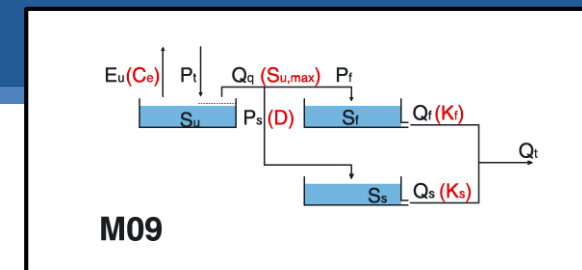 Eu(Ce) Pt Qq (Su,max) Pf
Su Ps(D) Sf Qf(Kf)
Qt
Ss Qs (Ks)
M09